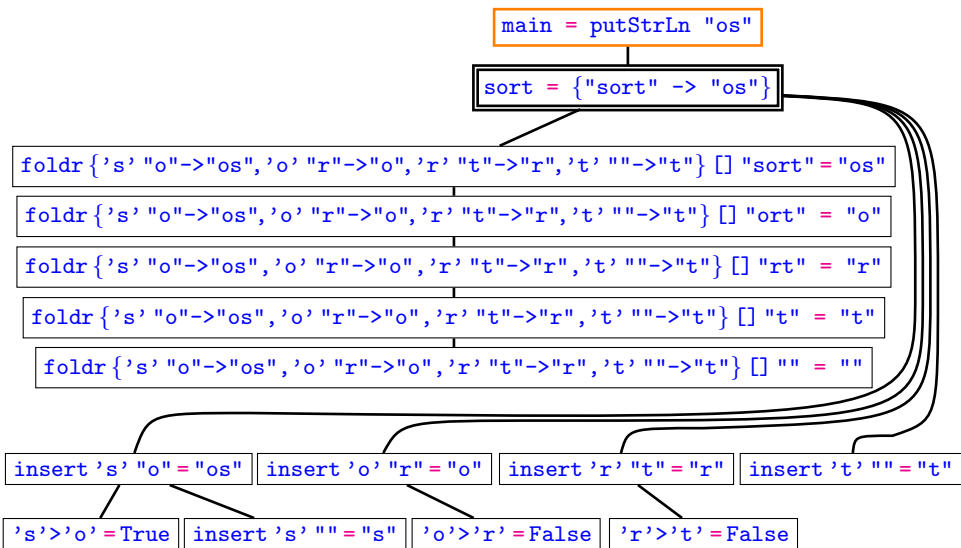 main = putStrLn "os"
sort = {"sort" -> "os"}
foldr {'s' "o"->"os", 'o' "r"->"o", 'r' "t"->"r", 't' ""->"t"} [] "sort" = "os"
foldr {'s' "o"->"os", 'o' "r"->"o", 'r' "t"->"r", 't' ""->"t"} [] "ort" = "o"
foldr {'s' "o"->"os", 'o' "r"->"o", 'r' "t"->"r", 't' ""->"t"} [] "rt" = "r"
foldr {'s' "o"->"os", 'o' "r"->"o", 'r' "t"->"r", 't' ""->"t"} [] "t" = "t"
foldr {'s' "o"->"os", 'o' "r"->"o", 'r' "t"->"r", 't' ""->"t"} [] "" = ""
insert 's' "o" = "os"
insert 'o' "r" = "o"
insert 'r' "t" = "r"
insert 't' "" = "t"
's'>'o' = True
insert 's' "" = "s"
'o'>'r' = False
'r'>'t' = False